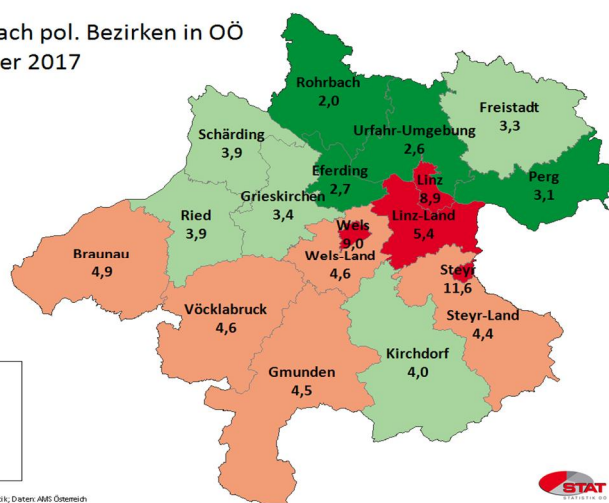 ach pol. Bezirken in OÖ
er 2017
Rohrbach
2,0
Freistadt
3,3
Schärding
3,9
Urfahr-Umgebung
2,6
Eferding
2,7
Linz
8,9
Perg
3,1
Grieskirchen
3,4
Ried
3,9
Linz-Land
5,4
Wels
9,0
Wels-Land
4,6
Braunau
4,9
Steyr
11,6
Vöcklabruck
4,6
Steyr-Land
4,4
Kirchdorf
4,0
Gmunden
4,5
STAT
tik; Daten: AMS Österreich